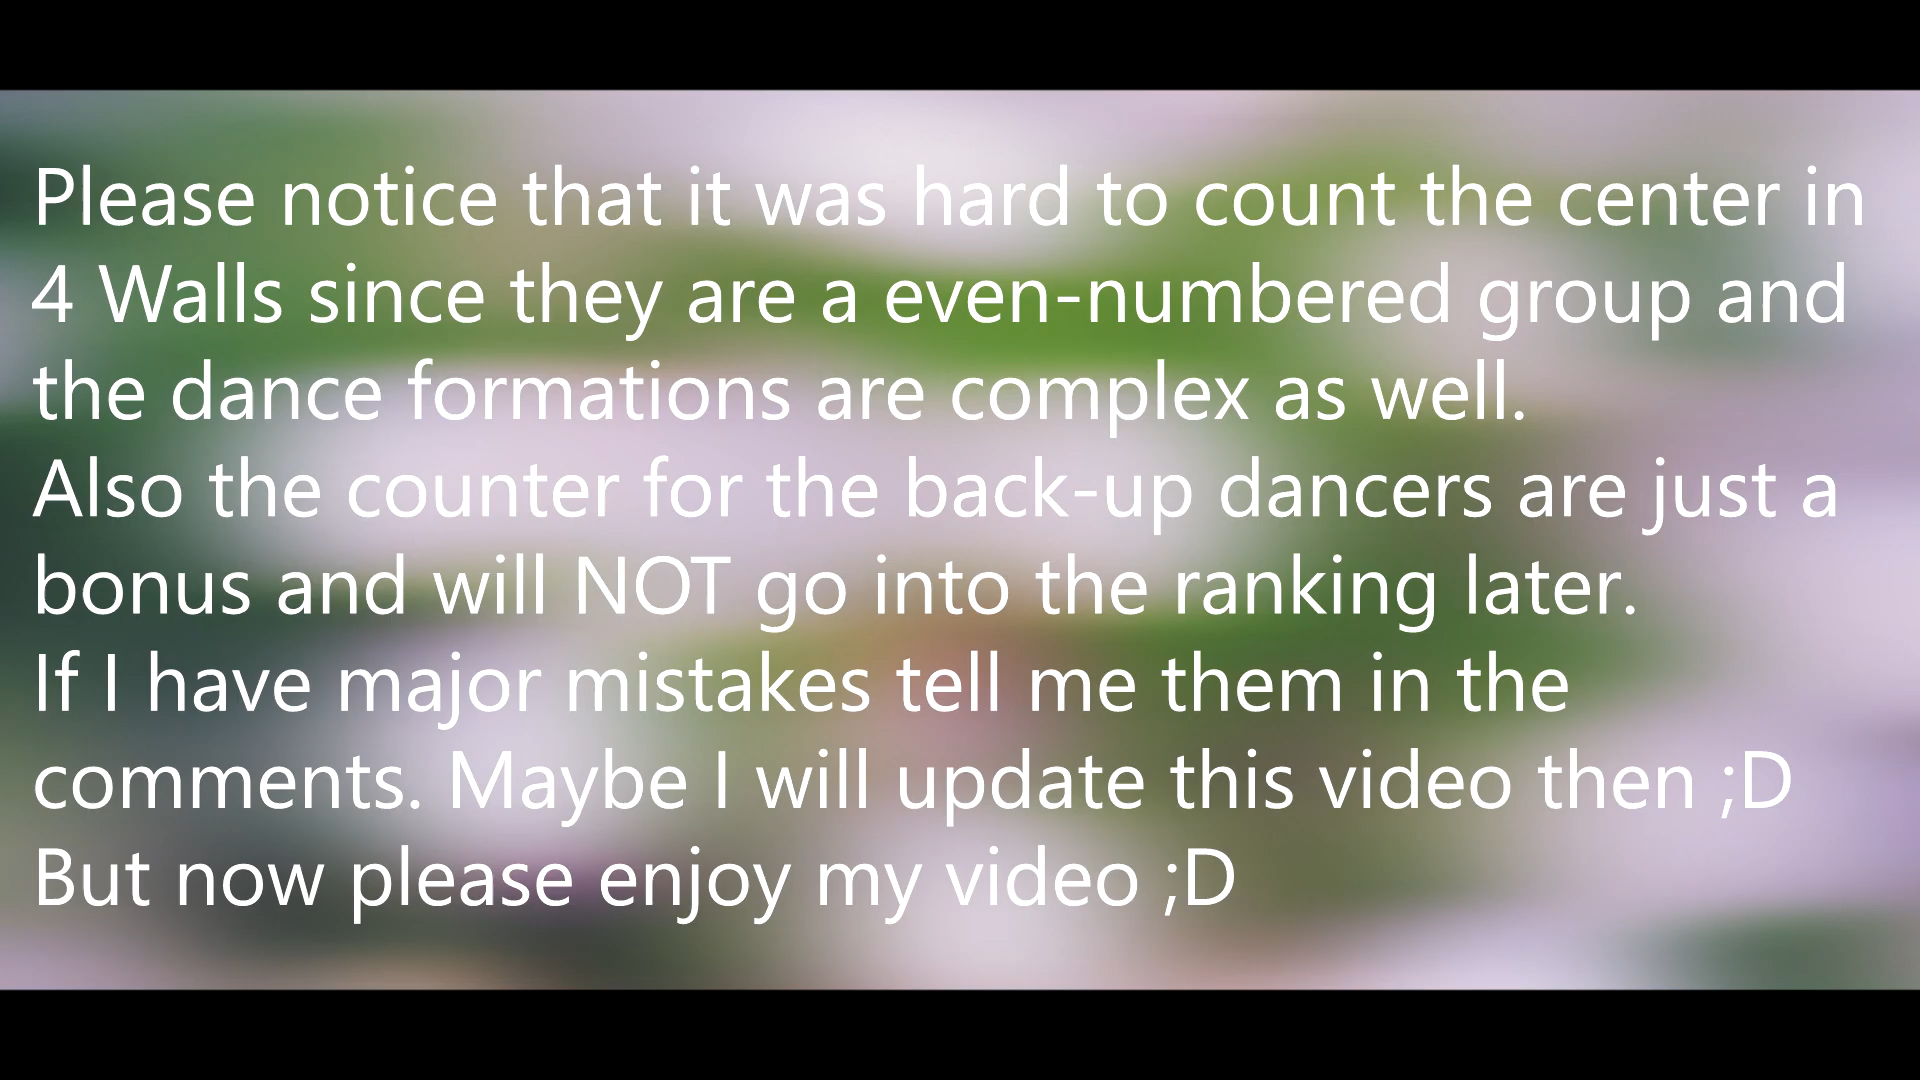 Please notice that it was hard to count the center in
4 Walls since they are a even-numbered group and
the dance formations are complex as well.
Also the counter for the back-up dancers are just a
bonus and will NOT go into the ranking later.
If I have major mistakes tell me them in the
comments. Maybe I will update this video then ;D
But now please enjoy my video ;D